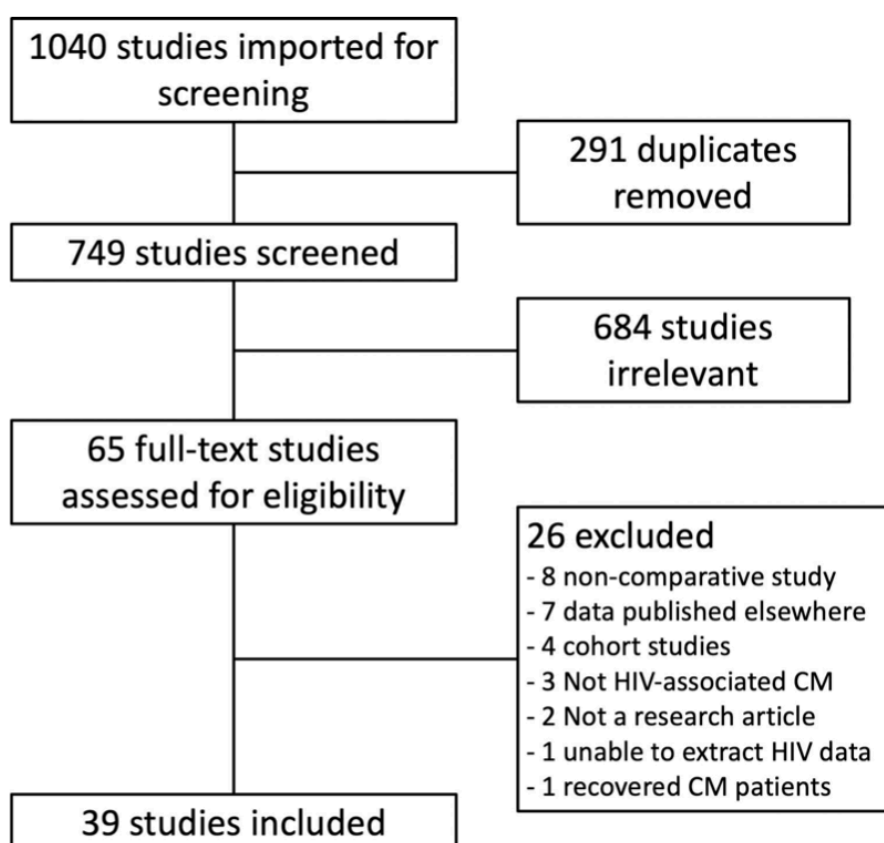 1040 studies imported for
screening
291 duplicates
removed
749 studies screened
684 studies
irrelevant
65 full-text studies
assessed for eligibility
26 excluded
- 8 non-comparative study
- 7 data published elsewhere
- 4 cohort studies
- 3 Not HIV-associated CM
- 2 Not a research article
- 1 unable to extract HIV data
- 1 recovered CM patients
39 studies included